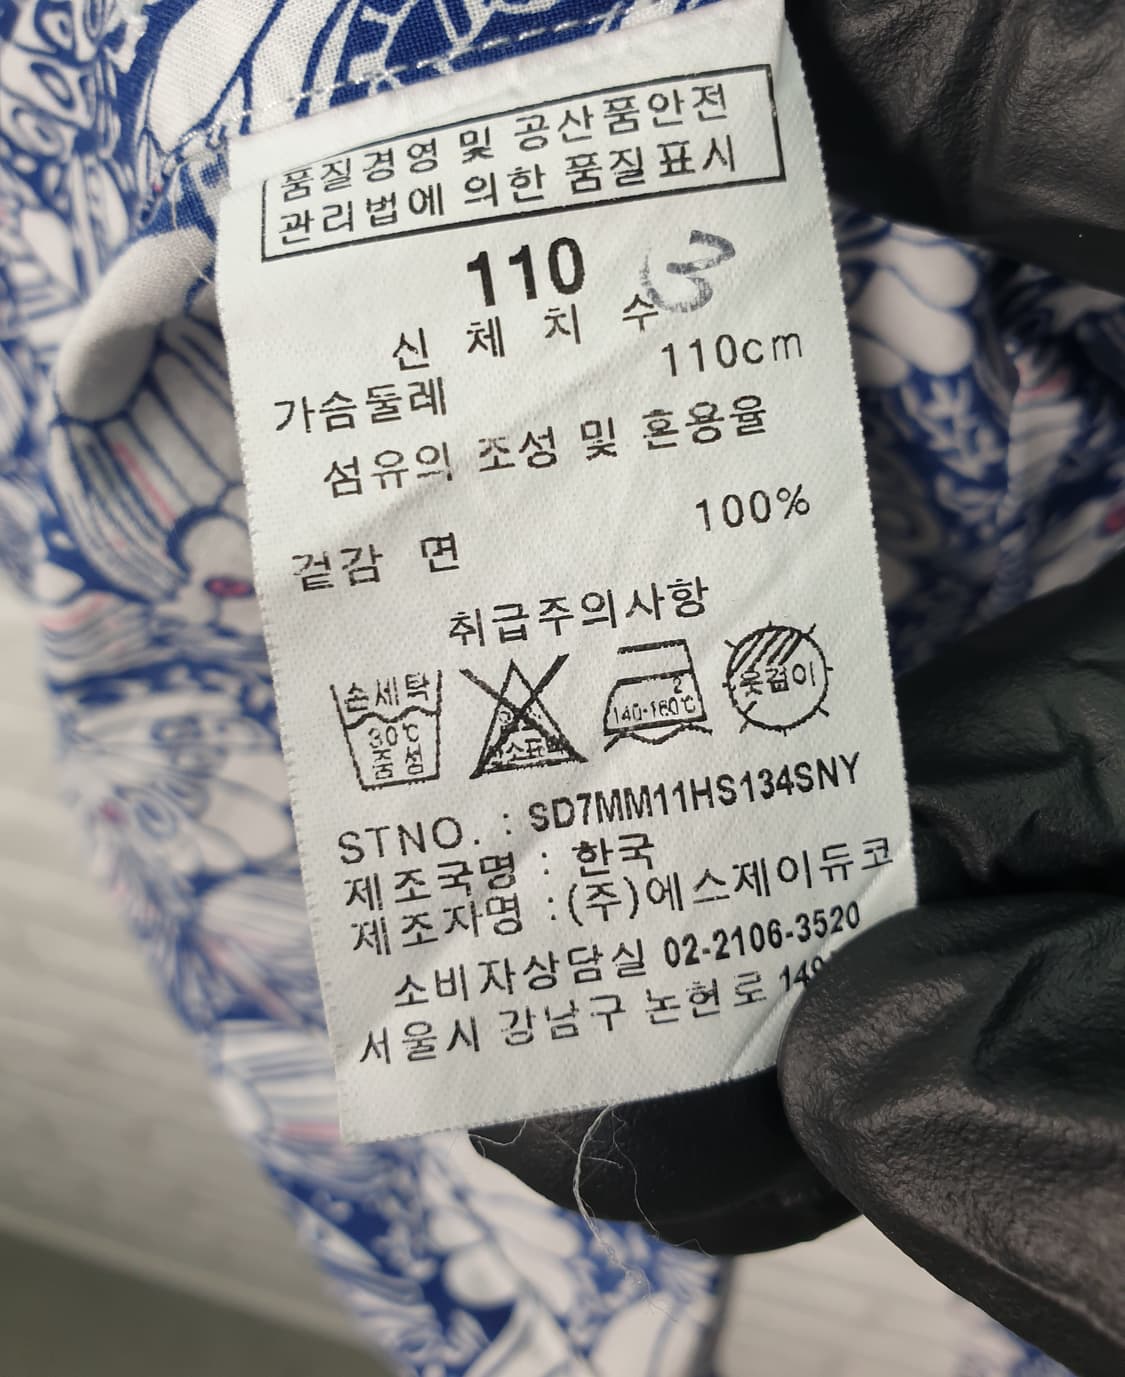 품질경영 및 공산품안전
관리법에 의한 품질표시
110 3
신 체 치 수
가슴둘레 110cm
섬유의 조성 및 혼용율
겉감 면 100%
취급주의사항
손세탁
30℃
중성
2
140-160℃
옷걸이
STNO. : SD7MM11HS134SNY
제조국명 : 한국
제조자명 : (주)에스제이듀코
소비자상담실 02-2106-3520
서울시 강남구 논현로